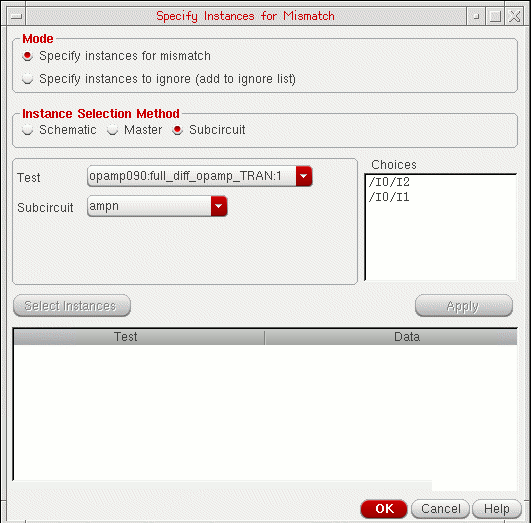 Specify Instances for Mismatch
Mode
Specify instances for mismatch
Specify instances to ignore (add to ignore list)
Instance Selection Method
Schematic Master Subcircuit
Test opamp090:full_diff_opamp_TRAN:1
Subcircuit ampn
Choices
/I0/I2
/I0/I1
Select Instances Apply
Test Data
OK Cancel Help